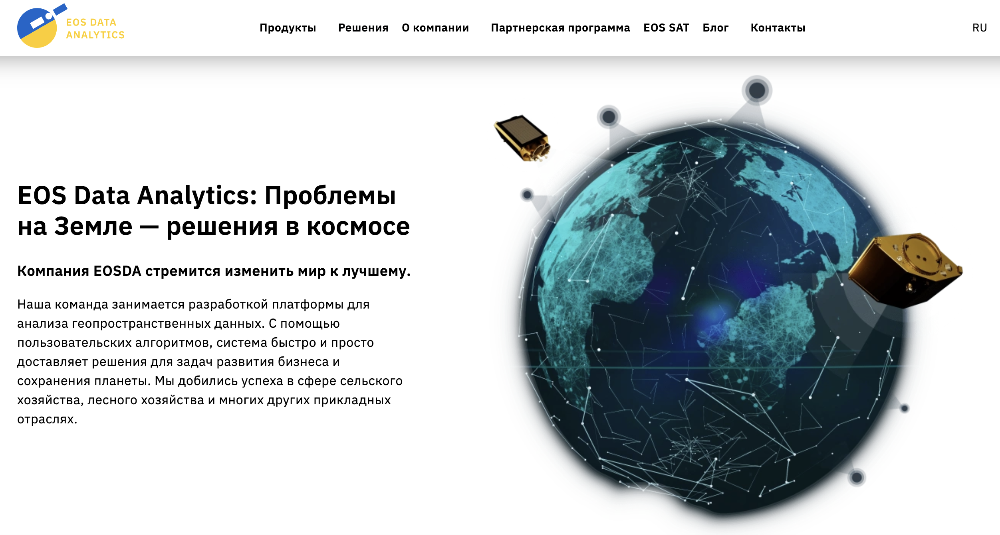 EOS DATA
ANALYTICS
Продукты Решения О компании Партнерская программа EOS SAT Блог Контакты RU
EOS Data Analytics: Проблемы
на Земле — решения в космосе
Компания EOSDA стремится изменить мир к лучшему.
Наша команда занимается разработкой платформы для
анализа геопространственных данных. С помощью
пользовательских алгоритмов, система быстро и просто
доставляет решения для задач развития бизнеса и
сохранения планеты. Мы добились успеха в сфере сельского
хозяйства, лесного хозяйства и многих других прикладных
отраслях.